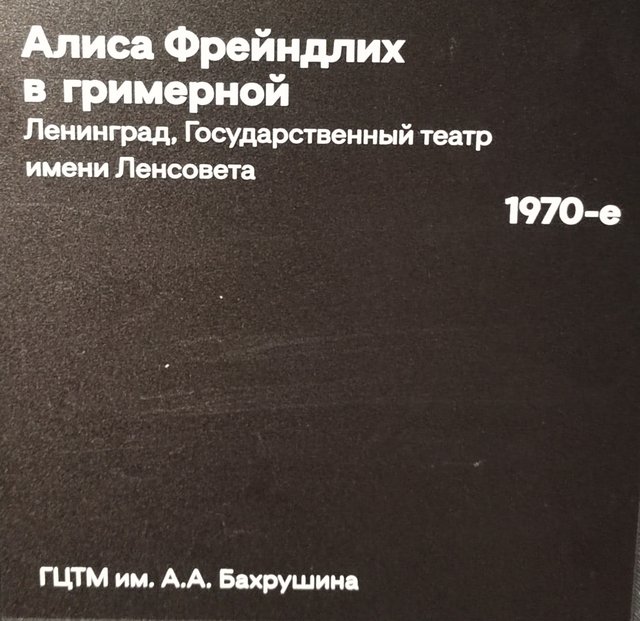 Алиса Фрейндлих
в гримерной
Ленинград, Государственный театр
имени Ленсовета
1970-е
ГЦТМ им. А.А. Бахрушина